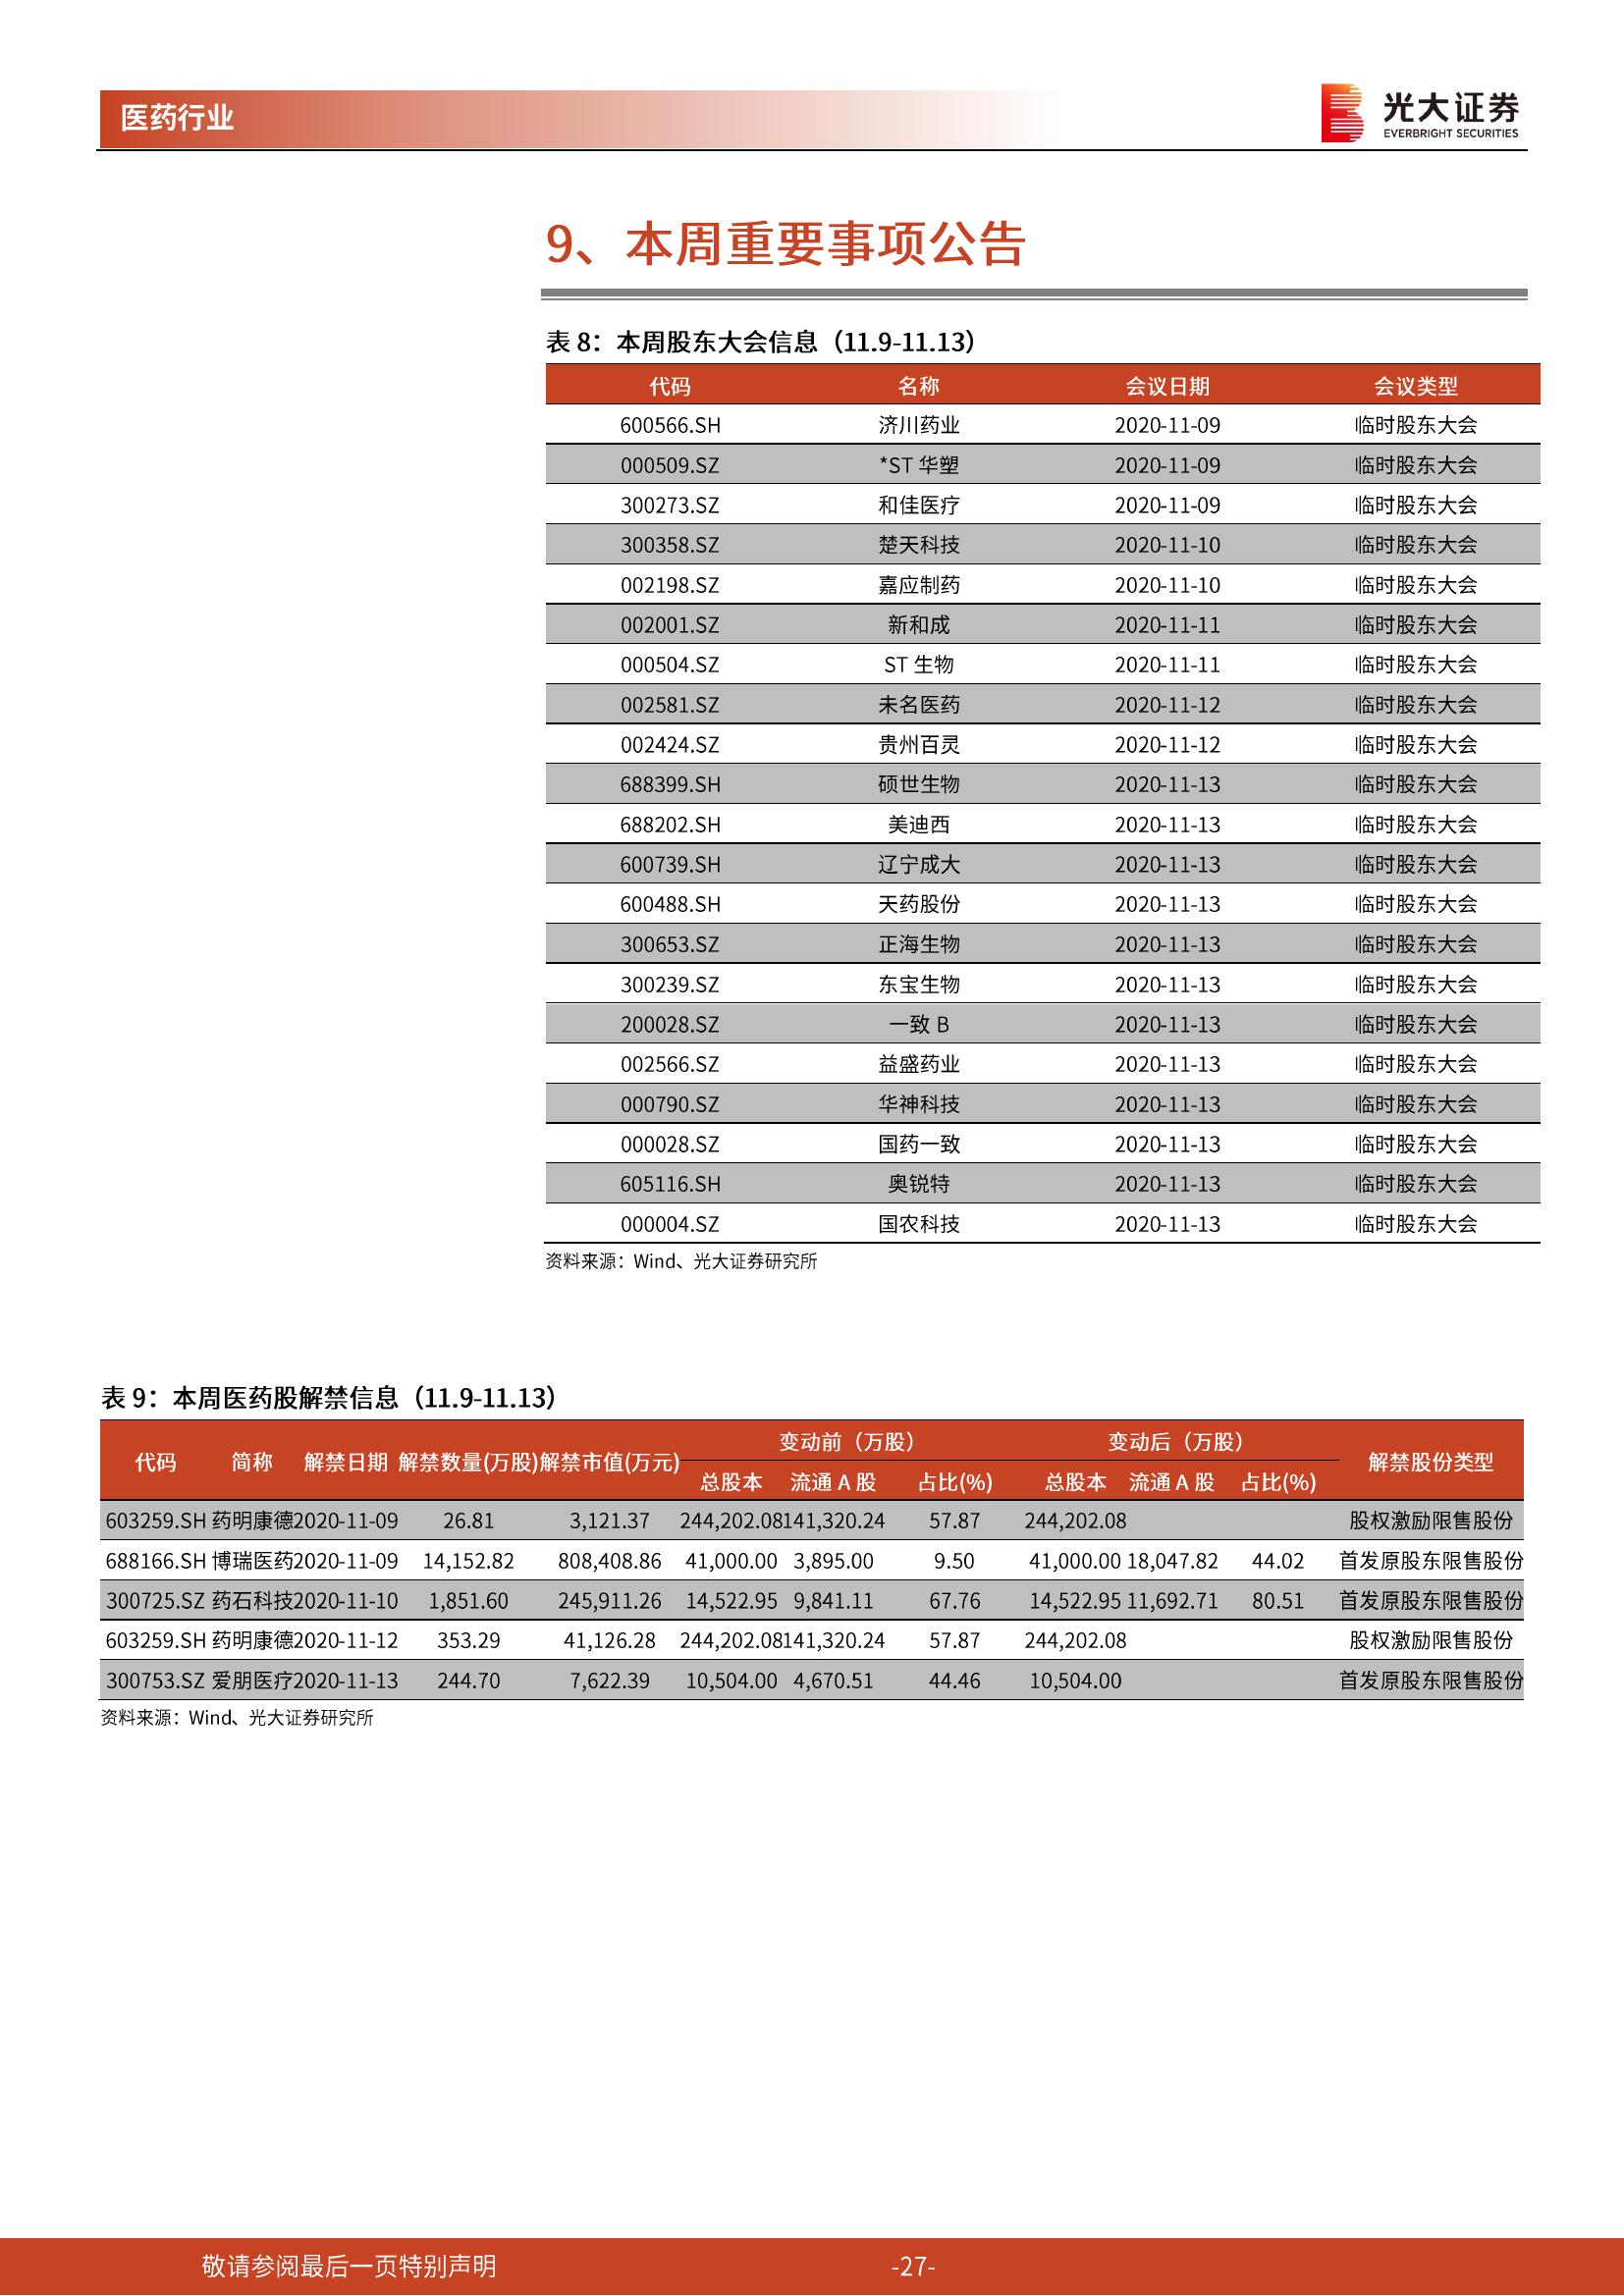 医药行业
光大证券
EVERBRIGHT SECURITIES
9、本周重要事项公告
表 8：本周股东大会信息（11.9-11.13）
代码 名称 会议日期 会议类型
600566.SH 济川药业 2020-11-09 临时股东大会
000509.SZ *ST 华塑 2020-11-09 临时股东大会
300273.SZ 和佳医疗 2020-11-09 临时股东大会
300358.SZ 楚天科技 2020-11-10 临时股东大会
002198.SZ 嘉应制药 2020-11-10 临时股东大会
002001.SZ 新和成 2020-11-11 临时股东大会
000504.SZ ST 生物 2020-11-11 临时股东大会
002581.SZ 未名医药 2020-11-12 临时股东大会
002424.SZ 贵州百灵 2020-11-12 临时股东大会
688399.SH 硕世生物 2020-11-13 临时股东大会
688202.SH 美迪西 2020-11-13 临时股东大会
600739.SH 辽宁成大 2020-11-13 临时股东大会
600488.SH 天药股份 2020-11-13 临时股东大会
300653.SZ 正海生物 2020-11-13 临时股东大会
300239.SZ 东宝生物 2020-11-13 临时股东大会
200028.SZ 一致 B 2020-11-13 临时股东大会
002566.SZ 益盛药业 2020-11-13 临时股东大会
000790.SZ 华神科技 2020-11-13 临时股东大会
000028.SZ 国药一致 2020-11-13 临时股东大会
605116.SH 奥锐特 2020-11-13 临时股东大会
000004.SZ 国农科技 2020-11-13 临时股东大会
资料来源：Wind、光大证券研究所
表 9：本周医药股解禁信息（11.9-11.13）
变动前（万股） 变动后（万股）
代码 简称 解禁日期 解禁数量(万股) 解禁市值(万元) 解禁股份类型
总股本 流通 A 股 占比(%) 总股本 流通 A 股 占比(%)
603259.SH 药明康德 2020-11-09 26.81 3,121.37 244,202.08 141,320.24 57.87 244,202.08 股权激励限售股份
688166.SH 博瑞医药 2020-11-09 14,152.82 808,408.86 41,000.00 3,895.00 9.50 41,000.00 18,047.82 44.02 首发原股东限售股份
300725.SZ 药石科技 2020-11-10 1,851.60 245,911.26 14,522.95 9,841.11 67.76 14,522.95 11,692.71 80.51 首发原股东限售股份
603259.SH 药明康德 2020-11-12 353.29 41,126.28 244,202.08 141,320.24 57.87 244,202.08 股权激励限售股份
300753.SZ 爱朋医疗 2020-11-13 244.70 7,622.39 10,504.00 4,670.51 44.46 10,504.00 首发原股东限售股份
资料来源：Wind、光大证券研究所
敬请参阅最后一页特别声明 -27-